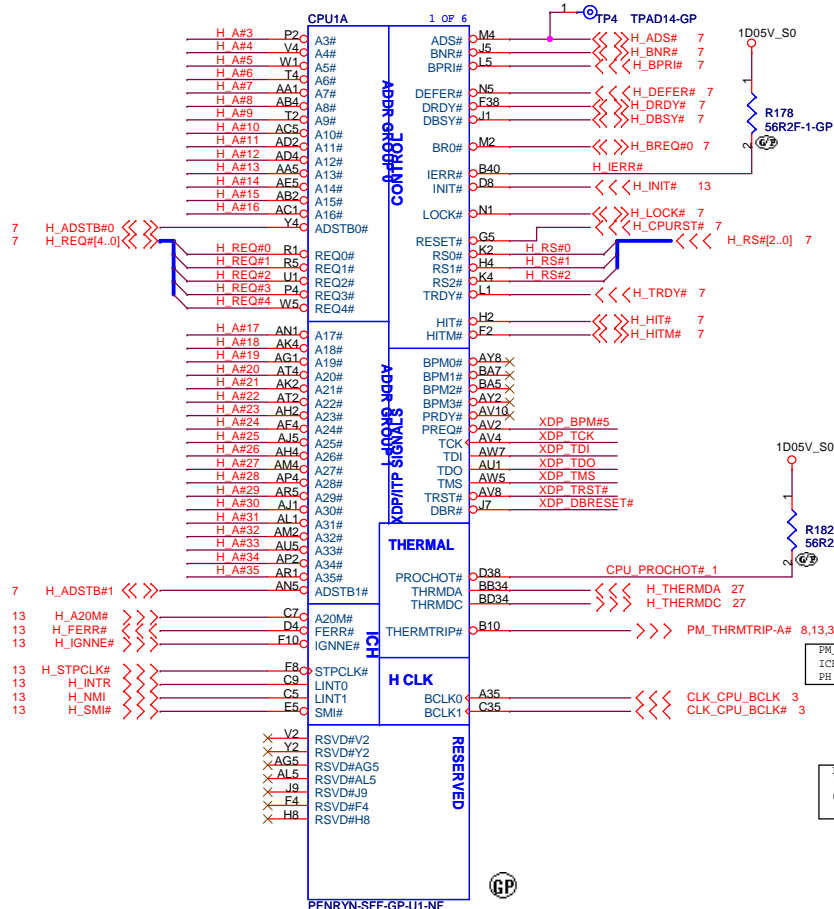 CPU1A 1 OF 6
1 TP4 TPAD14-GP
1D05V_S0
H_A#3 P2 A3#
H_A#4 V4 A4#
H_A#5 W1 A5#
H_A#6 T4 A6#
H_A#7 AA1 A7#
H_A#8 AB4 A8#
H_A#9 T2 A9#
H_A#10 AC5 A10#
H_A#11 AD2 A11#
H_A#12 AD4 A12#
H_A#13 AA5 A13#
H_A#14 AE5 A14#
H_A#15 AB2 A15#
H_A#16 AC1 A16#
7 H_ADSTB#0 Y4 ADSTB0#
7 H_REQ#[4..0]
H_REQ#0 R1 REQ0#
H_REQ#1 R5 REQ1#
H_REQ#2 U1 REQ2#
H_REQ#3 P4 REQ3#
H_REQ#4 W5 REQ4#
ADDR GROUP 0
CONTROL
ADS# M4 H_ADS# 7
BNR# J5 H_BNR# 7
BPRI# L5 H_BPRI# 7
DEFER# N5 H_DEFER# 7
DRDY# F38 H_DRDY# 7
DBSY# J1 H_DBSY# 7
BR0# M2 H_BREQ#0 7
IERR# B40 H_IERR#
INIT# D8 H_INIT# 13
LOCK# N1 H_LOCK# 7
RESET# G5 H_CPURST# 7
RS0# K2 H_RS#0
RS1# H4 H_RS#1
RS2# K4 H_RS#2
H_RS#[2..0] 7
TRDY# L1 H_TRDY# 7
HIT# H2 H_HIT# 7
HITM# F2 H_HITM# 7
1
R178
56R2F-1-GP
2
G/P
H_A#17 AN1 A17#
H_A#18 AK4 A18#
H_A#19 AG1 A19#
H_A#20 AT4 A20#
H_A#21 AK2 A21#
H_A#22 AT2 A22#
H_A#23 AH2 A23#
H_A#24 AF4 A24#
H_A#25 AJ5 A25#
H_A#26 AH4 A26#
H_A#27 AM4 A27#
H_A#28 AP4 A28#
H_A#29 AR5 A29#
H_A#30 AJ1 A30#
H_A#31 AL1 A31#
H_A#32 AM2 A32#
H_A#33 AU5 A33#
H_A#34 AP2 A34#
H_A#35 AR1 A35#
7 H_ADSTB#1 AN5 ADSTB1#
ADDR GROUP 1
XDP/ITP SIGNALS
BPM0# AY8
BPM1# BA7
BPM2# BA5
BPM3# AY2
PRDY# AV10
PREQ# AV2 XDP_BPM#5
TCK AV4 XDP_TCK
TDI AW7 XDP_TDI
TDO AU1 XDP_TDO
TMS AW5 XDP_TMS
TRST# AV8 XDP_TRST#
DBR# J7 XDP_DBRESET#
1D05V_S0
1
R182
56R2
2
G/P
THERMAL
PROCHOT# D38 CPU_PROCHOT#_1
THRMDA BB34 H_THERMDA 27
THRMDC BD34 H_THERMDC 27
THERMTRIP# B10 PM_THRMTRIP-A# 8,13,3
PM_
ICH
PH
13 H_A20M# C7 A20M#
13 H_FERR# D4 FERR#
13 H_IGNNE# F10 IGNNE#
ICH
13 H_STPCLK# F8 STPCLK#
13 H_INTR C9 LINT0
13 H_NMI C5 LINT1
13 H_SMI# E5 SMI#
H CLK
BCLK0 A35 CLK_CPU_BCLK 3
BCLK1 C35 CLK_CPU_BCLK# 3
V2 RSVD#V2
Y2 RSVD#Y2
AG5 RSVD#AG5
AL5 RSVD#AL5
J9 RSVD#J9
F4 RSVD#F4
H8 RSVD#H8
RESERVED
GP
PENRYN-SFF-GP-U1-NF